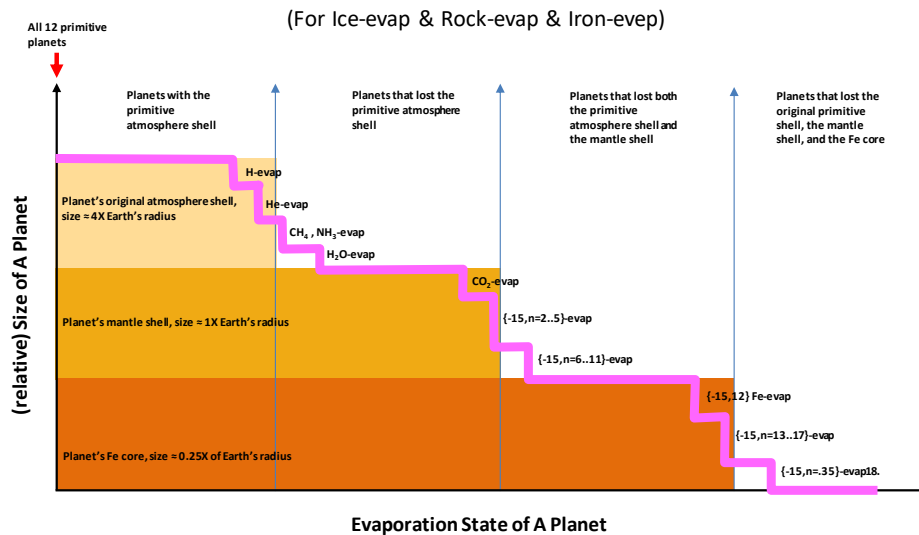 (For Ice-evap & Rock-evap & Iron-evep)
All 12 primitive
planets
Planets with the
primitive
atmosphere shell
Planets that lost the
primitive atmosphere
shell
Planets that lost both
the primitive
atmosphere shell and
the mantle shell
Planets that lost the
original primitive
shell, the mantle
shell, and the Fe core
H-evap
Planet's original atmosphere shell,
size ≈ 4X Earth's radius
He-evap
CH₄ , NH₃-evap
H₂O-evap
CO₂-evap
Planet's mantle shell, size ≈ 1X Earth's radius
{-15,n=2..5}-evap
{-15,n=6..11}-evap
{-15,12} Fe-evap
{-15,n=13..17}-evap
Planet's Fe core, size ≈ 0.25X of Earth's radius
{-15,n=.35}-evap18.
(relative) Size of A Planet
Evaporation State of A Planet